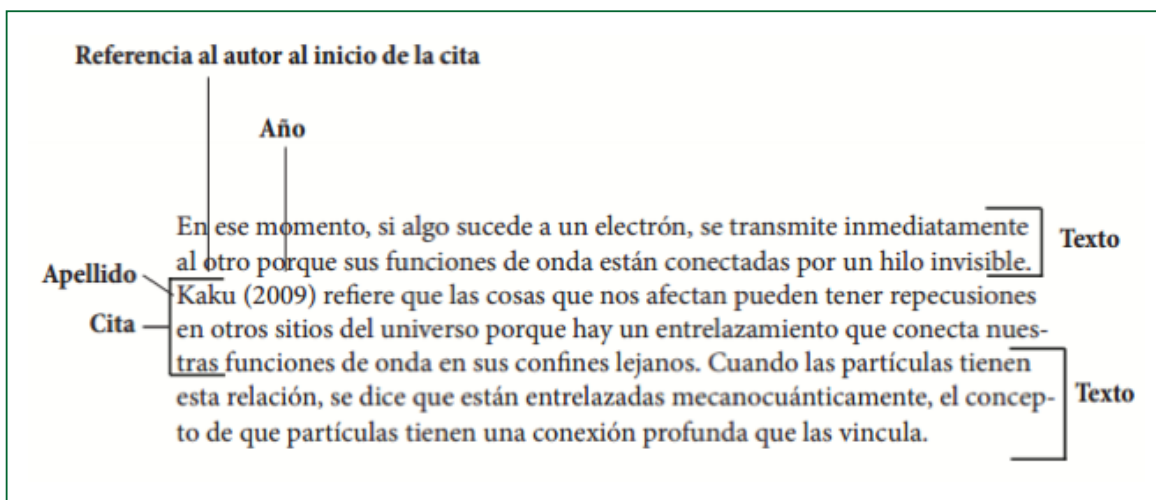 Referencia al autor al inicio de la cita
Año
En ese momento, si algo sucede a un electrón, se transmite inmediatamente
al otro porque sus funciones de onda están conectadas por un hilo invisible.
Texto
Apellido
Kaku (2009) refiere que las cosas que nos afectan pueden tener repecusiones
Cita
en otros sitios del universo porque hay un entrelazamiento que conecta nues-
tras funciones de onda en sus confines lejanos. Cuando las partículas tienen
esta relación, se dice que están entrelazadas mecanocuánticamente, el concep-
Texto
to de que partículas tienen una conexión profunda que las vincula.